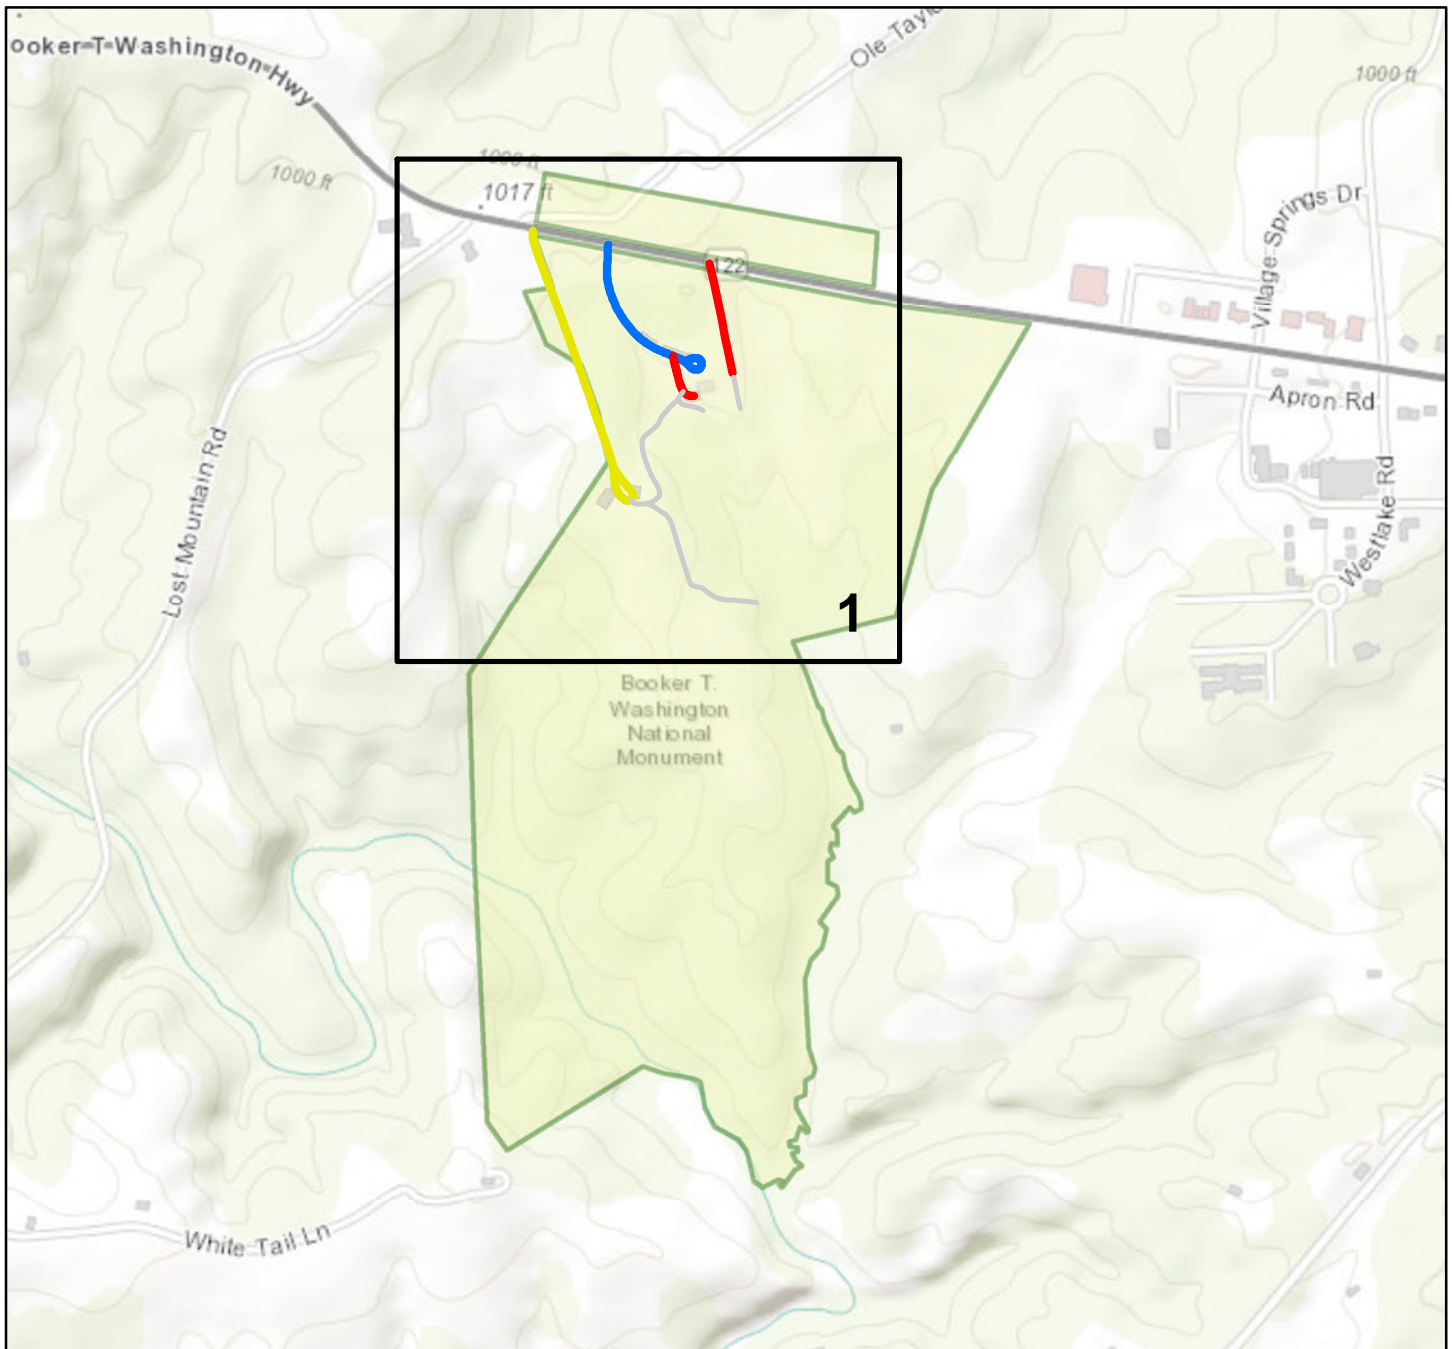 ooker-T-Washington-Hwy
Ole Taylo
1000 ft
1000 ft
1000 ft
1017 ft
122
Village-Springs Dr
Apron Rd
Lost Mountain Rd
Westlake Rd
1
Booker T.
Washington
National
Monument
White Tail Ln